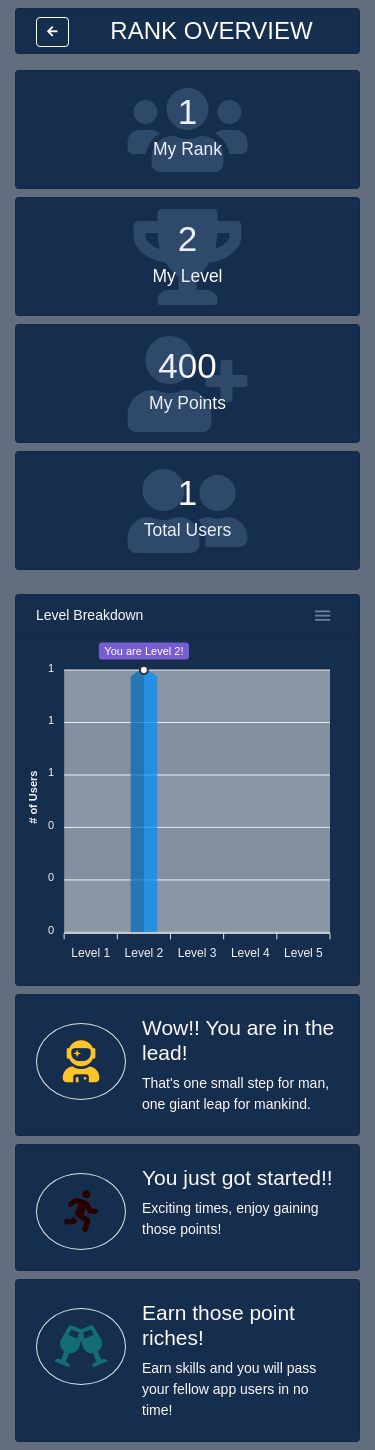 RANK OVERVIEW
1
My Rank
2
My Level
400
My Points
1
Total Users
Level Breakdown
You are Level 2!
1
1
1
0
0
0
# of Users
Level 1 Level 2 Level 3 Level 4 Level 5
Wow!! You are in the
lead!
That's one small step for man,
one giant leap for mankind.
You just got started!!
Exciting times, enjoy gaining
those points!
Earn those point
riches!
Earn skills and you will pass
your fellow app users in no
time!